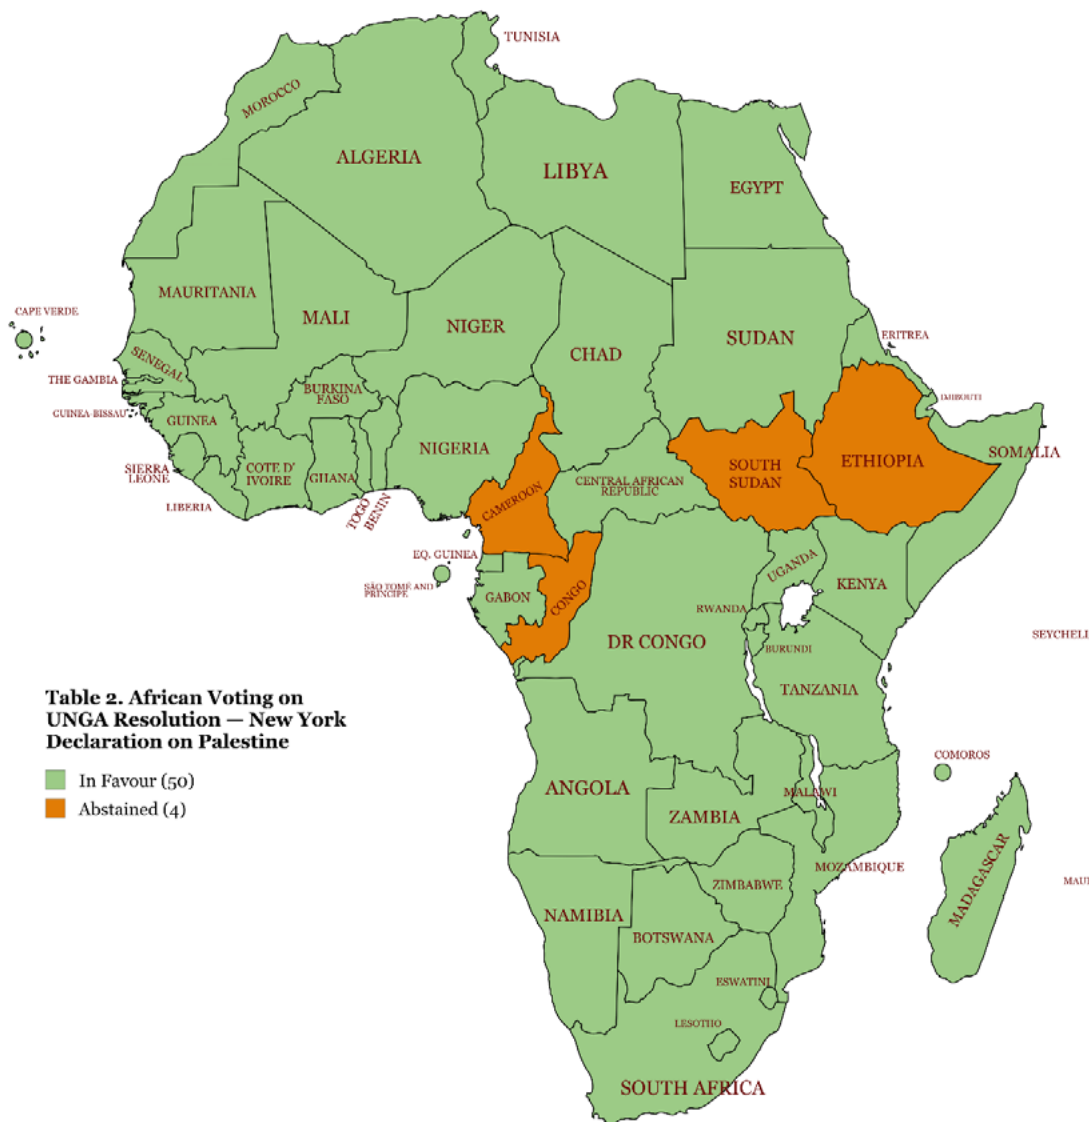 TUNISIA
MOROCCO
ALGERIA
LIBYA
EGYPT
MAURITANIA
MALI
NIGER
CHAD
SUDAN
CAPE VERDE
ERITREA
SENEGAL
THE GAMBIA
BURKINA
FASO
DJIBOUTI
GUINEA-BISSAU
GUINEA
NIGERIA
SOMALIA
SIERRA
LEONE
COTE D'
IVOIRE
GHANA
CENTRAL AFRICAN
REPUBLIC
SOUTH
SUDAN
ETHIOPIA
CAMEROON
LIBERIA
TOGO
BENIN
EQ. GUINEA
SÃO TOMÉ AND
PRINCIPE
GABON
CONGO
UGANDA
KENYA
RWANDA
DR CONGO
BURUNDI
SEYCHELL
TANZANIA
Table 2. African Voting on
UNGA Resolution — New York
Declaration on Palestine
In Favour (50)
Abstained (4)
COMOROS
ANGOLA
MALAWI
ZAMBIA
MOZAMBIQUE
MADAGASCAR
MAU
ZIMBABWE
NAMIBIA
BOTSWANA
ESWATINI
LESOTHO
SOUTH AFRICA